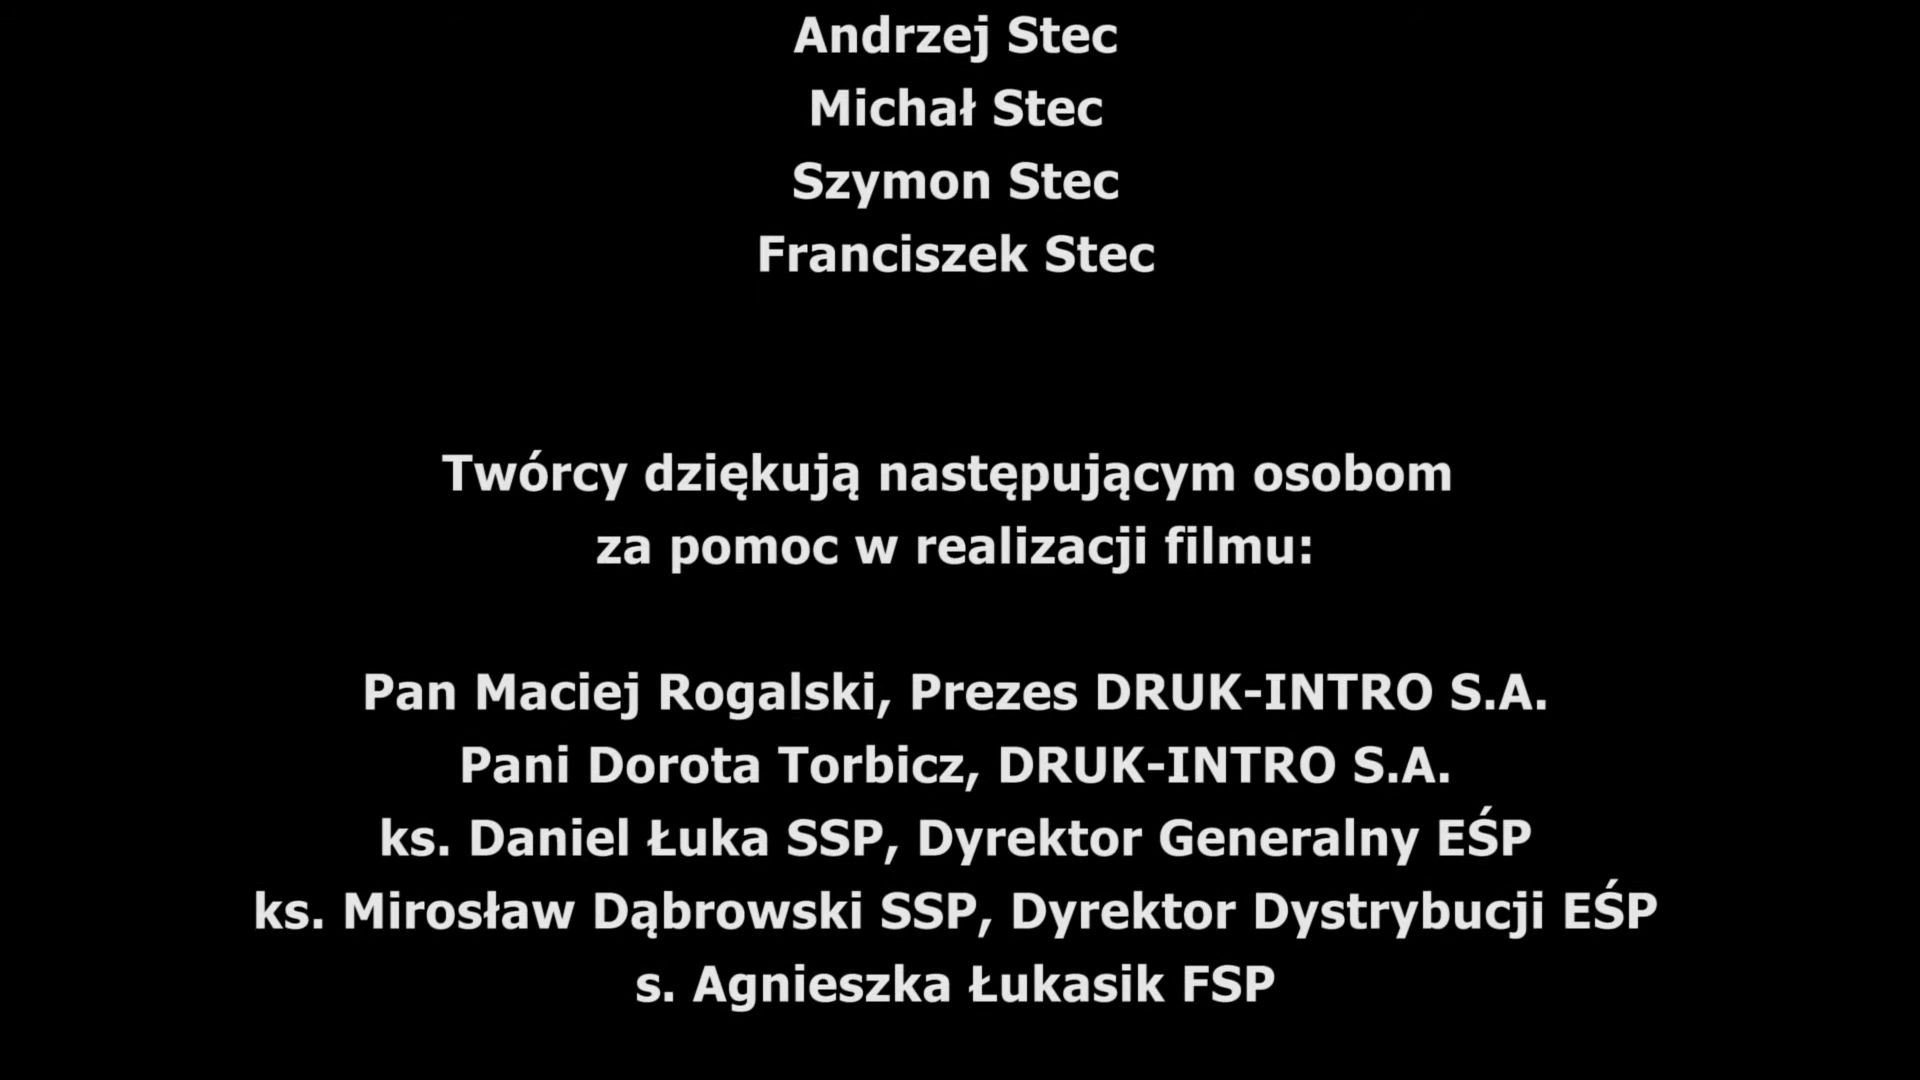 Andrzej Stec
Michał Stec
Szymon Stec
Franciszek Stec
Twórcy dziękują następującym osobom
za pomoc w realizacji filmu:
Pan Maciej Rogalski, Prezes DRUK-INTRO S.A.
Pani Dorota Torbicz, DRUK-INTRO S.A.
ks. Daniel Łuka SSP, Dyrektor Generalny EŚP
ks. Mirosław Dąbrowski SSP, Dyrektor Dystrybucji EŚP
s. Agnieszka Łukasik FSP